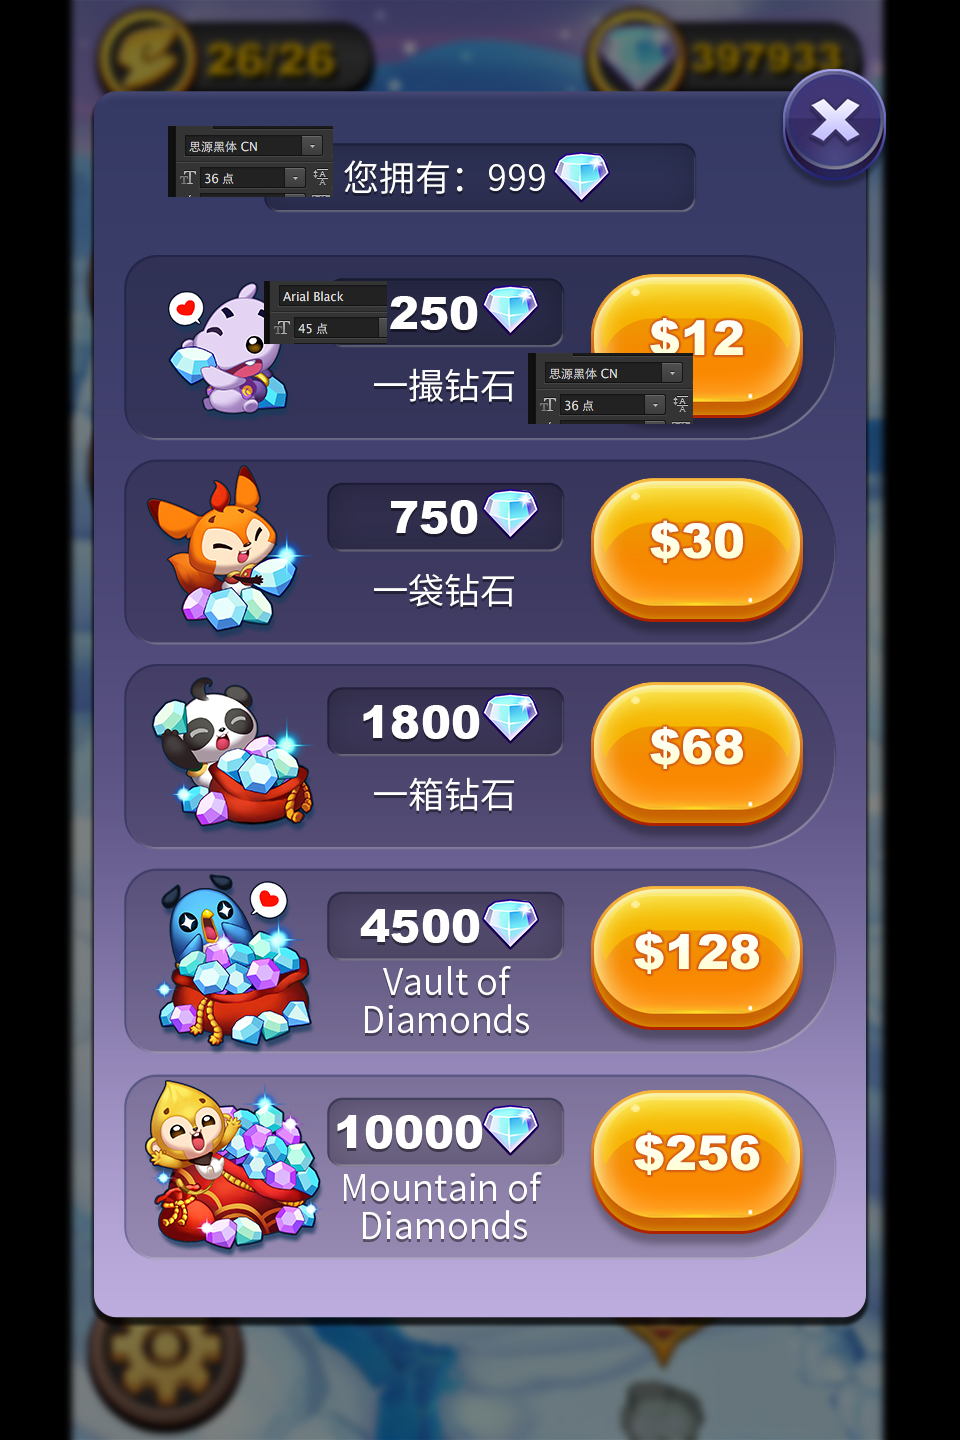 26/26
397933
思源黑体 CN
36 点
您拥有：999
Arial Black
45 点
250
$12
一撮钻石
思源黑体 CN
36 点
750
$30
一袋钻石
1800
$68
一箱钻石
4500
$128
Vault of
Diamonds
10000
$256
Mountain of
Diamonds